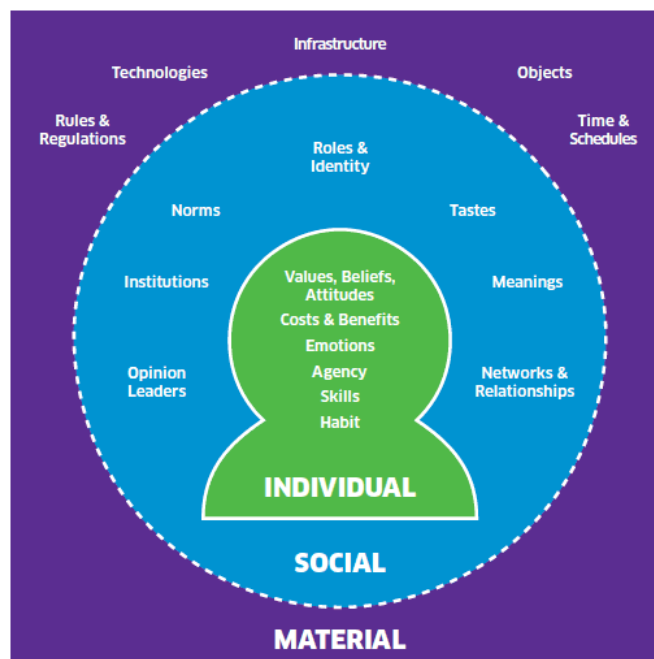 Infrastructure
Technologies
Objects
Rules &
Regulations
Time &
Schedules
Roles &
Identity
Norms
Tastes
Institutions
Meanings
Opinion
Leaders
Networks &
Relationships
Values, Beliefs,
Attitudes
Costs & Benefits
Emotions
Agency
Skills
Habit
INDIVIDUAL
SOCIAL
MATERIAL